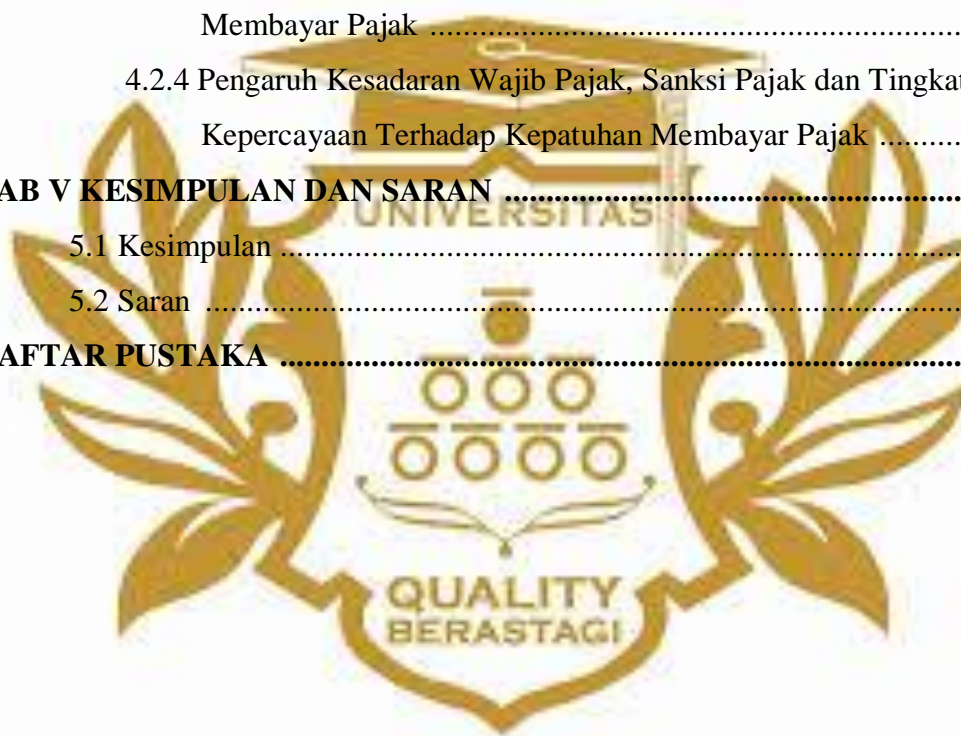 Membayar Pajak ..................................................................
4.2.4 Pengaruh Kesadaran Wajib Pajak, Sanksi Pajak dan Tingkat
Kepercayaan Terhadap Kepatuhan Membayar Pajak ..........
AB V KESIMPULAN DAN SARAN .........................................................
5.1 Kesimpulan .....................................................................................
5.2 Saran ...............................................................................................
AFTAR PUSTAKA .....................................................................................
UNIVERSITAS
QUALITY
BERASTAGI